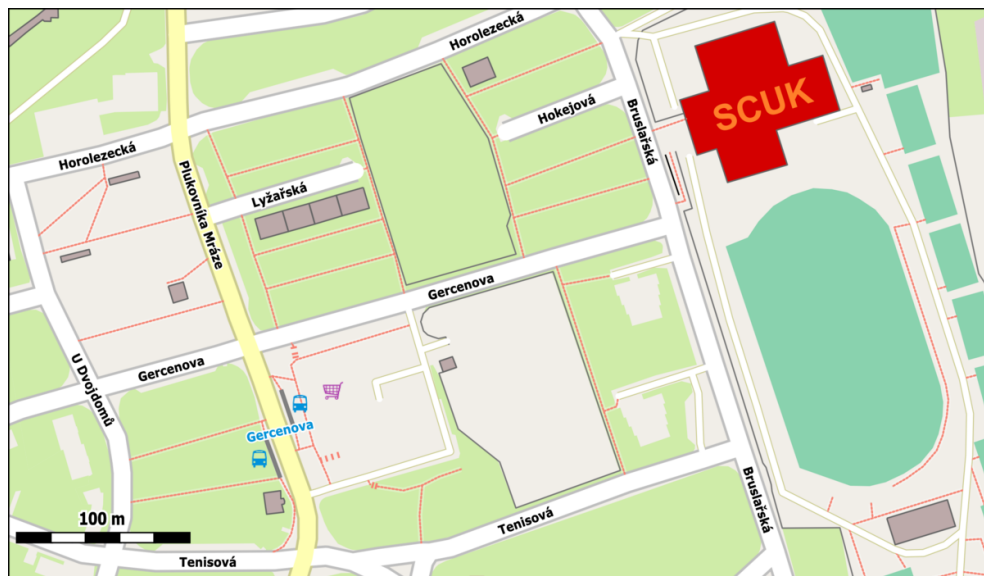 Horolezecká
SCUK
Hokejová
Bruslařská
Horolezecká
Plukovníka Mráze
Lyžařská
Gercenova
U Dvojdomů
Gercenova
Gercenova
Bruslařská
100 m
Tenisová
Tenisová